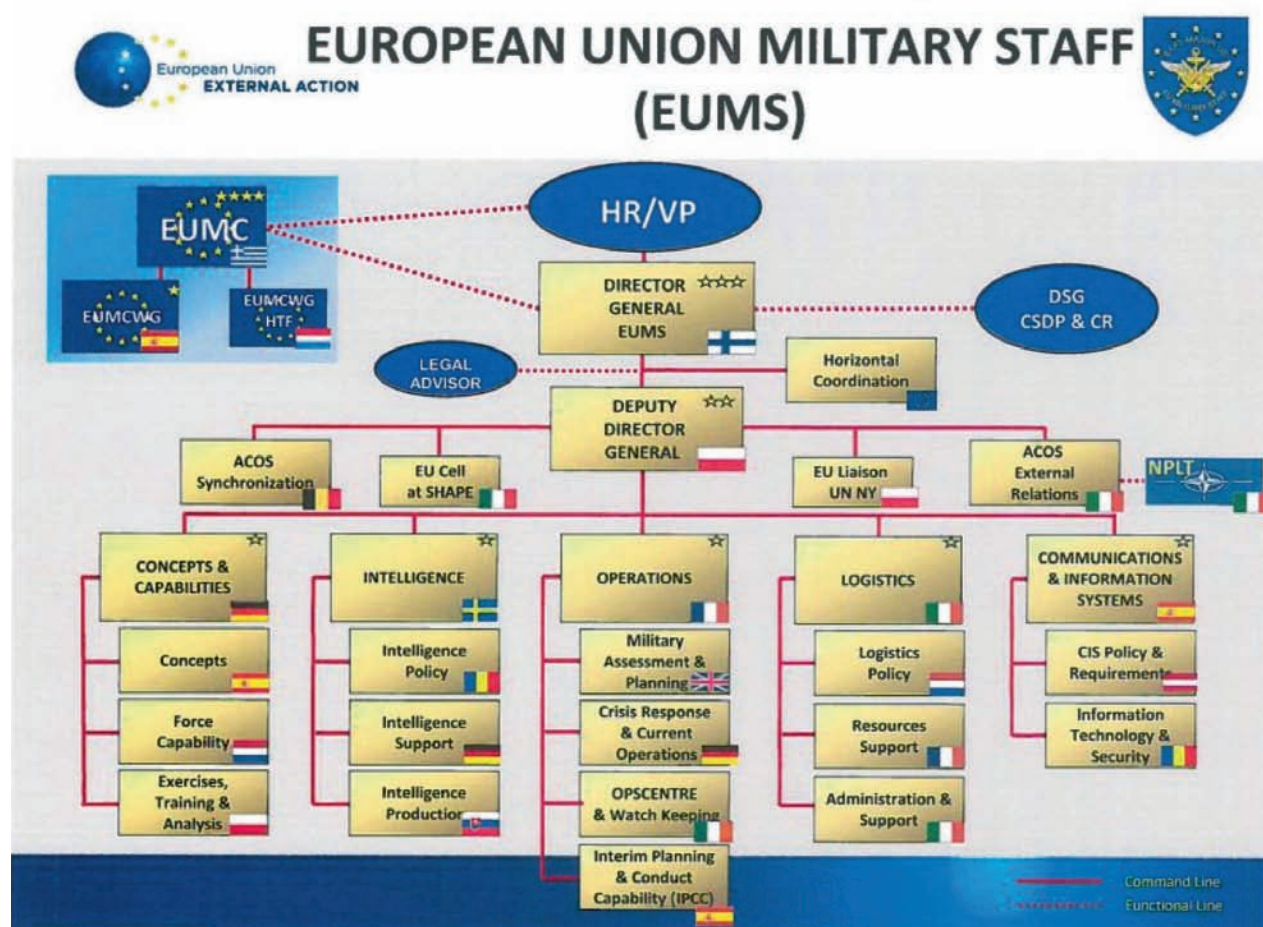 European Union
EXTERNAL ACTION
EUROPEAN UNION MILITARY STAFF
(EUMS)
EUMC
EUMCWG
EUMCWG
HTF
HR/VP
DIRECTOR
GENERAL
EUMS
DSG
CSDP & CR
LEGAL
ADVISOR
Horizontal
Coordination
DEPUTY
DIRECTOR
GENERAL
ACOS
Synchronization
EU Cell
at SHAPE
EU Liaison
UN NY
ACOS
External
Relations
NPLT
CONCEPTS &
CAPABILITIES
Concepts
Force
Capability
Exercises,
Training &
Analysis
INTELLIGENCE
Intelligence
Policy
Intelligence
Support
Intelligence
Production
OPERATIONS
Military
Assessment &
Planning
Crisis Response
& Current
Operations
OPSCENTRE
& Watch Keeping
Interim Planning
& Conduct
Capability (IPCC)
LOGISTICS
Logistics
Policy
Resources
Support
Administration &
Support
COMMUNICATIONS
& INFORMATION
SYSTEMS
CIS Policy &
Requirements
Information
Technology &
Security
Command Line
Functional Line